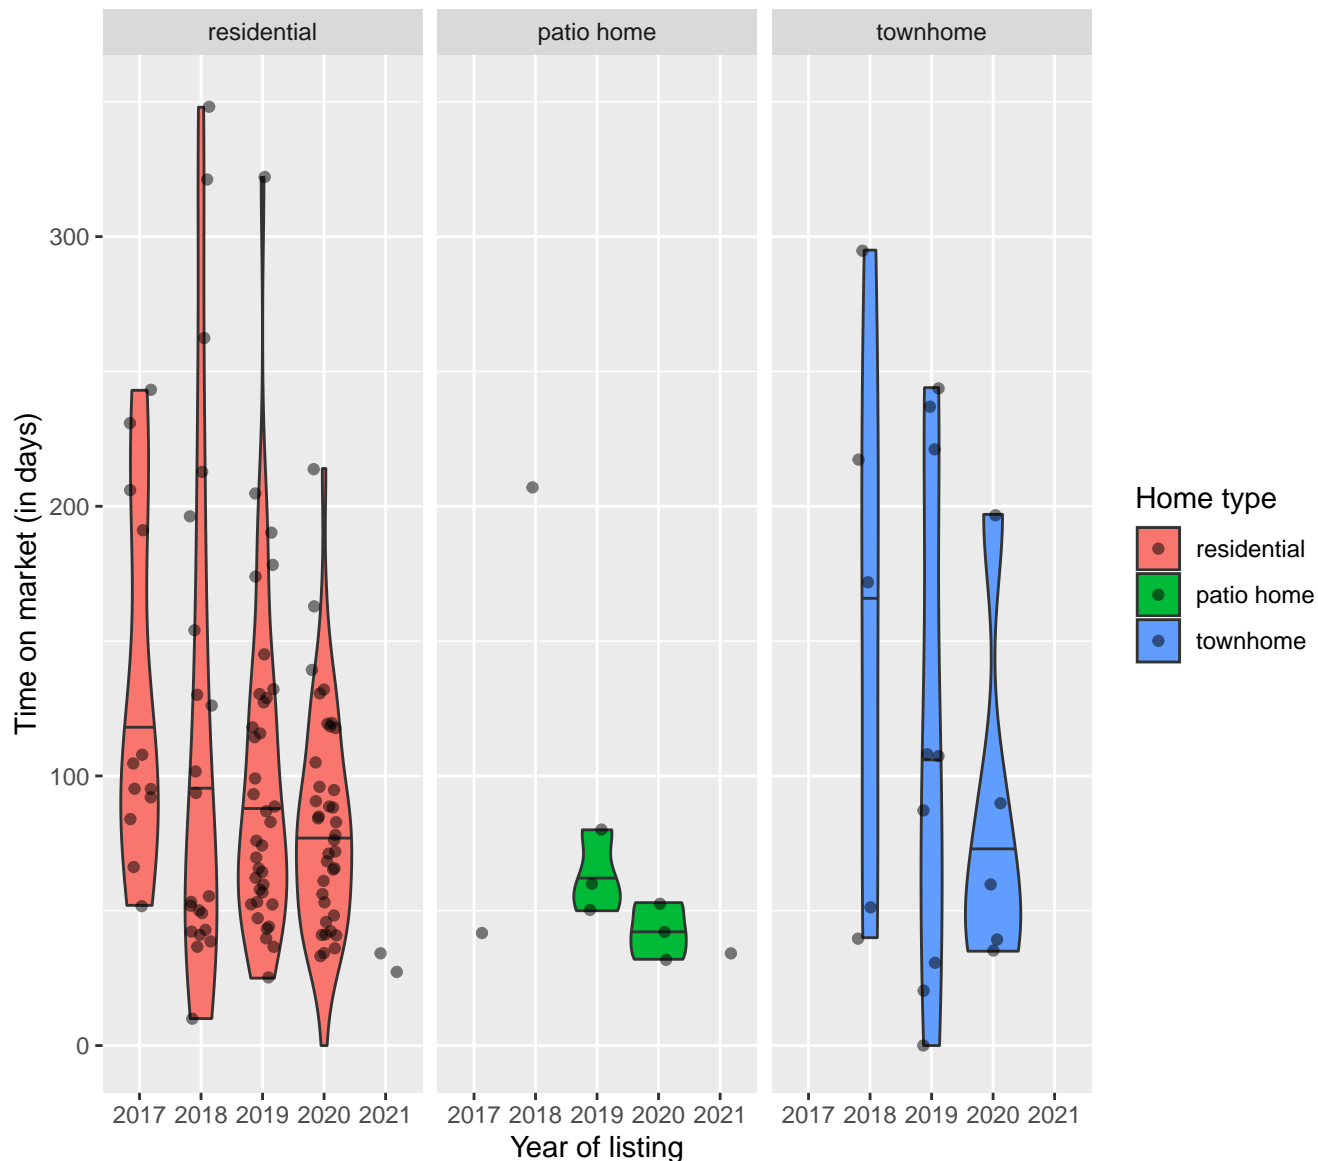 residential patio home townhome
300
200
100
0
Time on market (in days)
2017 2018 2019 2020 2021 2017 2018 2019 2020 2021 2017 2018 2019 2020 2021
Year of listing
Home type
residential
patio home
townhome